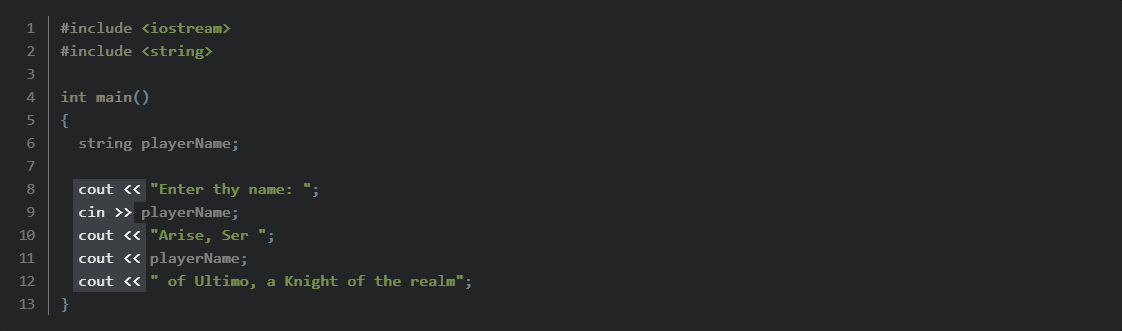 1 #include <iostream>
2 #include <string>
3
4 int main()
5 {
6   string playerName;
7
8   cout << "Enter thy name: ";
9   cin >> playerName;
10   cout << "Arise, Ser ";
11   cout << playerName;
12   cout << " of Ultimo, a Knight of the realm";
13 }